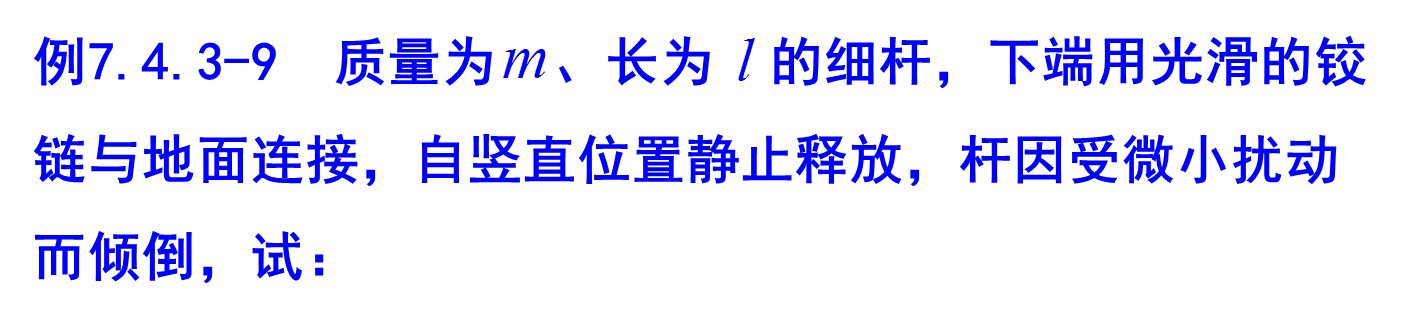 例7.4.3-9 质量为m、长为 l 的细杆，下端用光滑的铰
链与地面连接，自竖直位置静止释放，杆因受微小扰动
而倾倒，试：